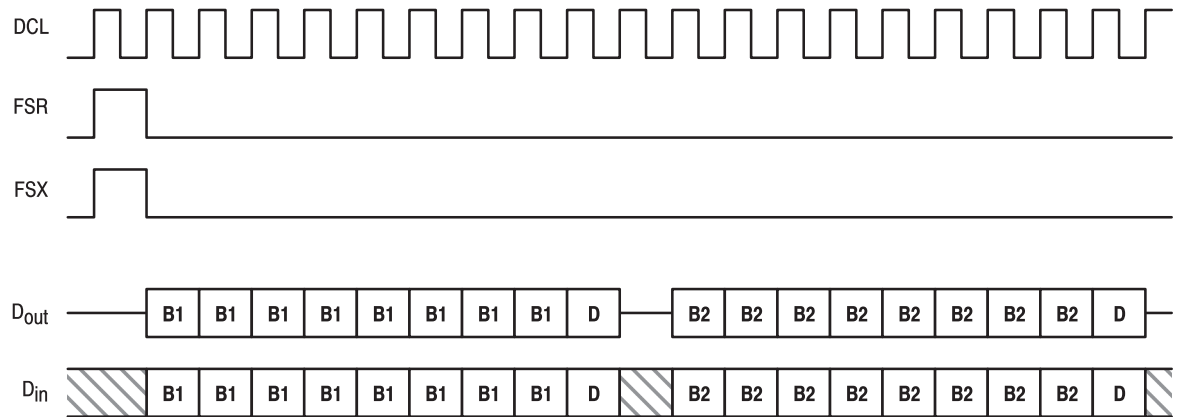 DCL
FSR
FSX
Dout B1 B1 B1 B1 B1 B1 B1 B1 D B2 B2 B2 B2 B2 B2 B2 B2 D
Din B1 B1 B1 B1 B1 B1 B1 B1 D B2 B2 B2 B2 B2 B2 B2 B2 D